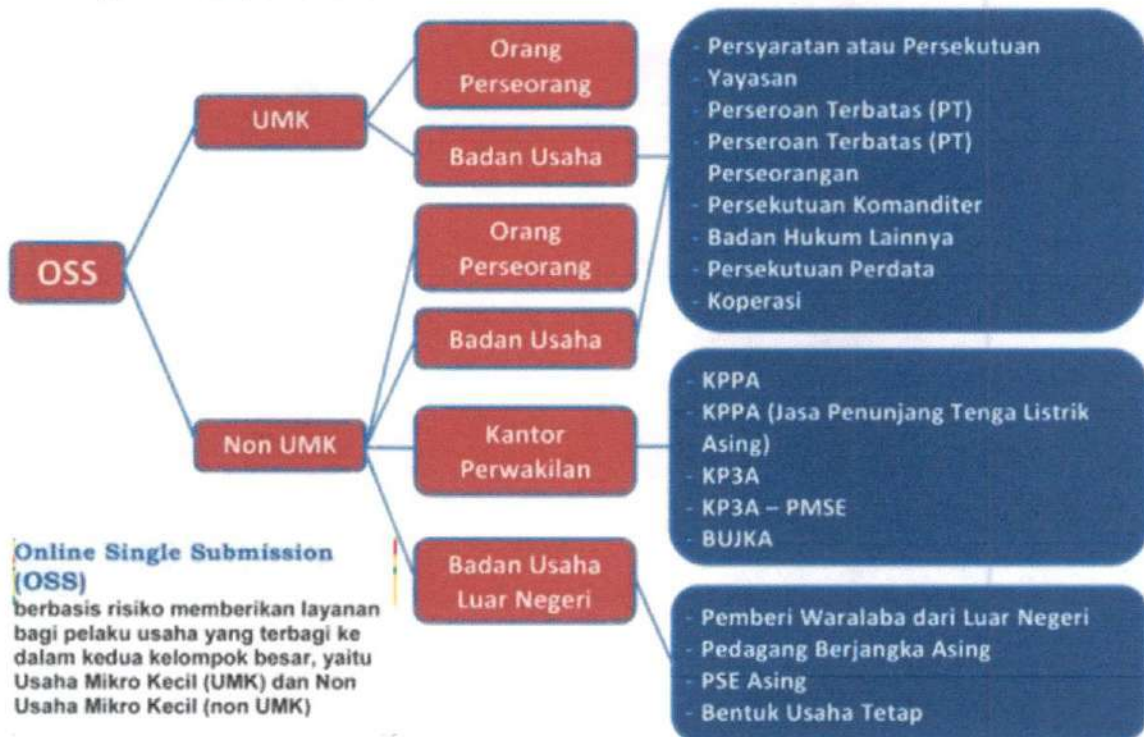 OSS
UMK
Non UMK
Orang
Perseorang
Badan Usaha
Orang
Perseorang
Badan Usaha
Kantor
Perwakilan
Badan Usaha
Luar Negeri
- Persyaratan atau Persekutuan
- Yayasan
- Perseroan Terbatas (PT)
- Perseroan Terbatas (PT)
Perseorangan
- Persekutuan Komanditer
- Badan Hukum Lainnya
- Persekutuan Perdata
- Koperasi
- KPPA
- KPPA (Jasa Penunjang Tenga Listrik
Asing)
- KP3A
- KP3A – PMSE
- BUJKA
- Pemberi Waralaba dari Luar Negeri
- Pedagang Berjangka Asing
- PSE Asing
- Bentuk Usaha Tetap
Online Single Submission
(OSS)
berbasis risiko memberikan layanan
bagi pelaku usaha yang terbagi ke
dalam kedua kelompok besar, yaitu
Usaha Mikro Kecil (UMK) dan Non
Usaha Mikro Kecil (non UMK)